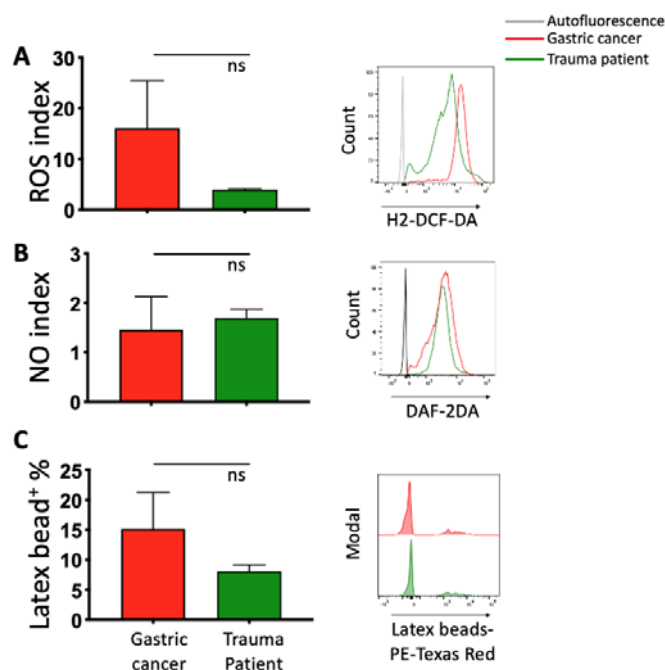 Autofluorescence
Gastric cancer
Trauma patient
A
ROS index
30
20
10
0
ns
Count
H2-DCF-DA
B
NO index
3
2
1
0
ns
Count
DAF-2DA
C
Latex bead+ %
25
20
15
10
5
0
ns
Gastric
cancer
Trauma
Patient
Modal
Latex beads-
PE-Texas Red